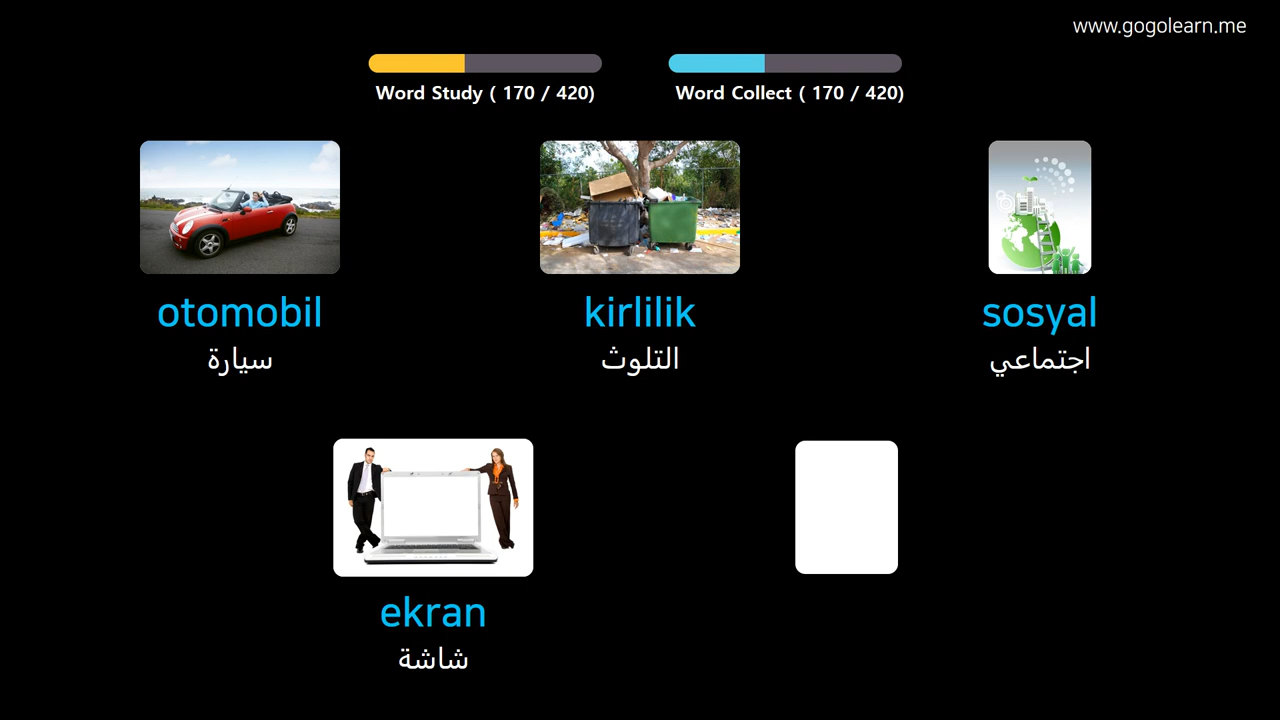 www.gogolearn.me
Word Study ( 170 / 420)
Word Collect ( 170 / 420)
otomobil
سيارة
kirlilik
التلوث
sosyal
اجتماعي
ekran
شاشة